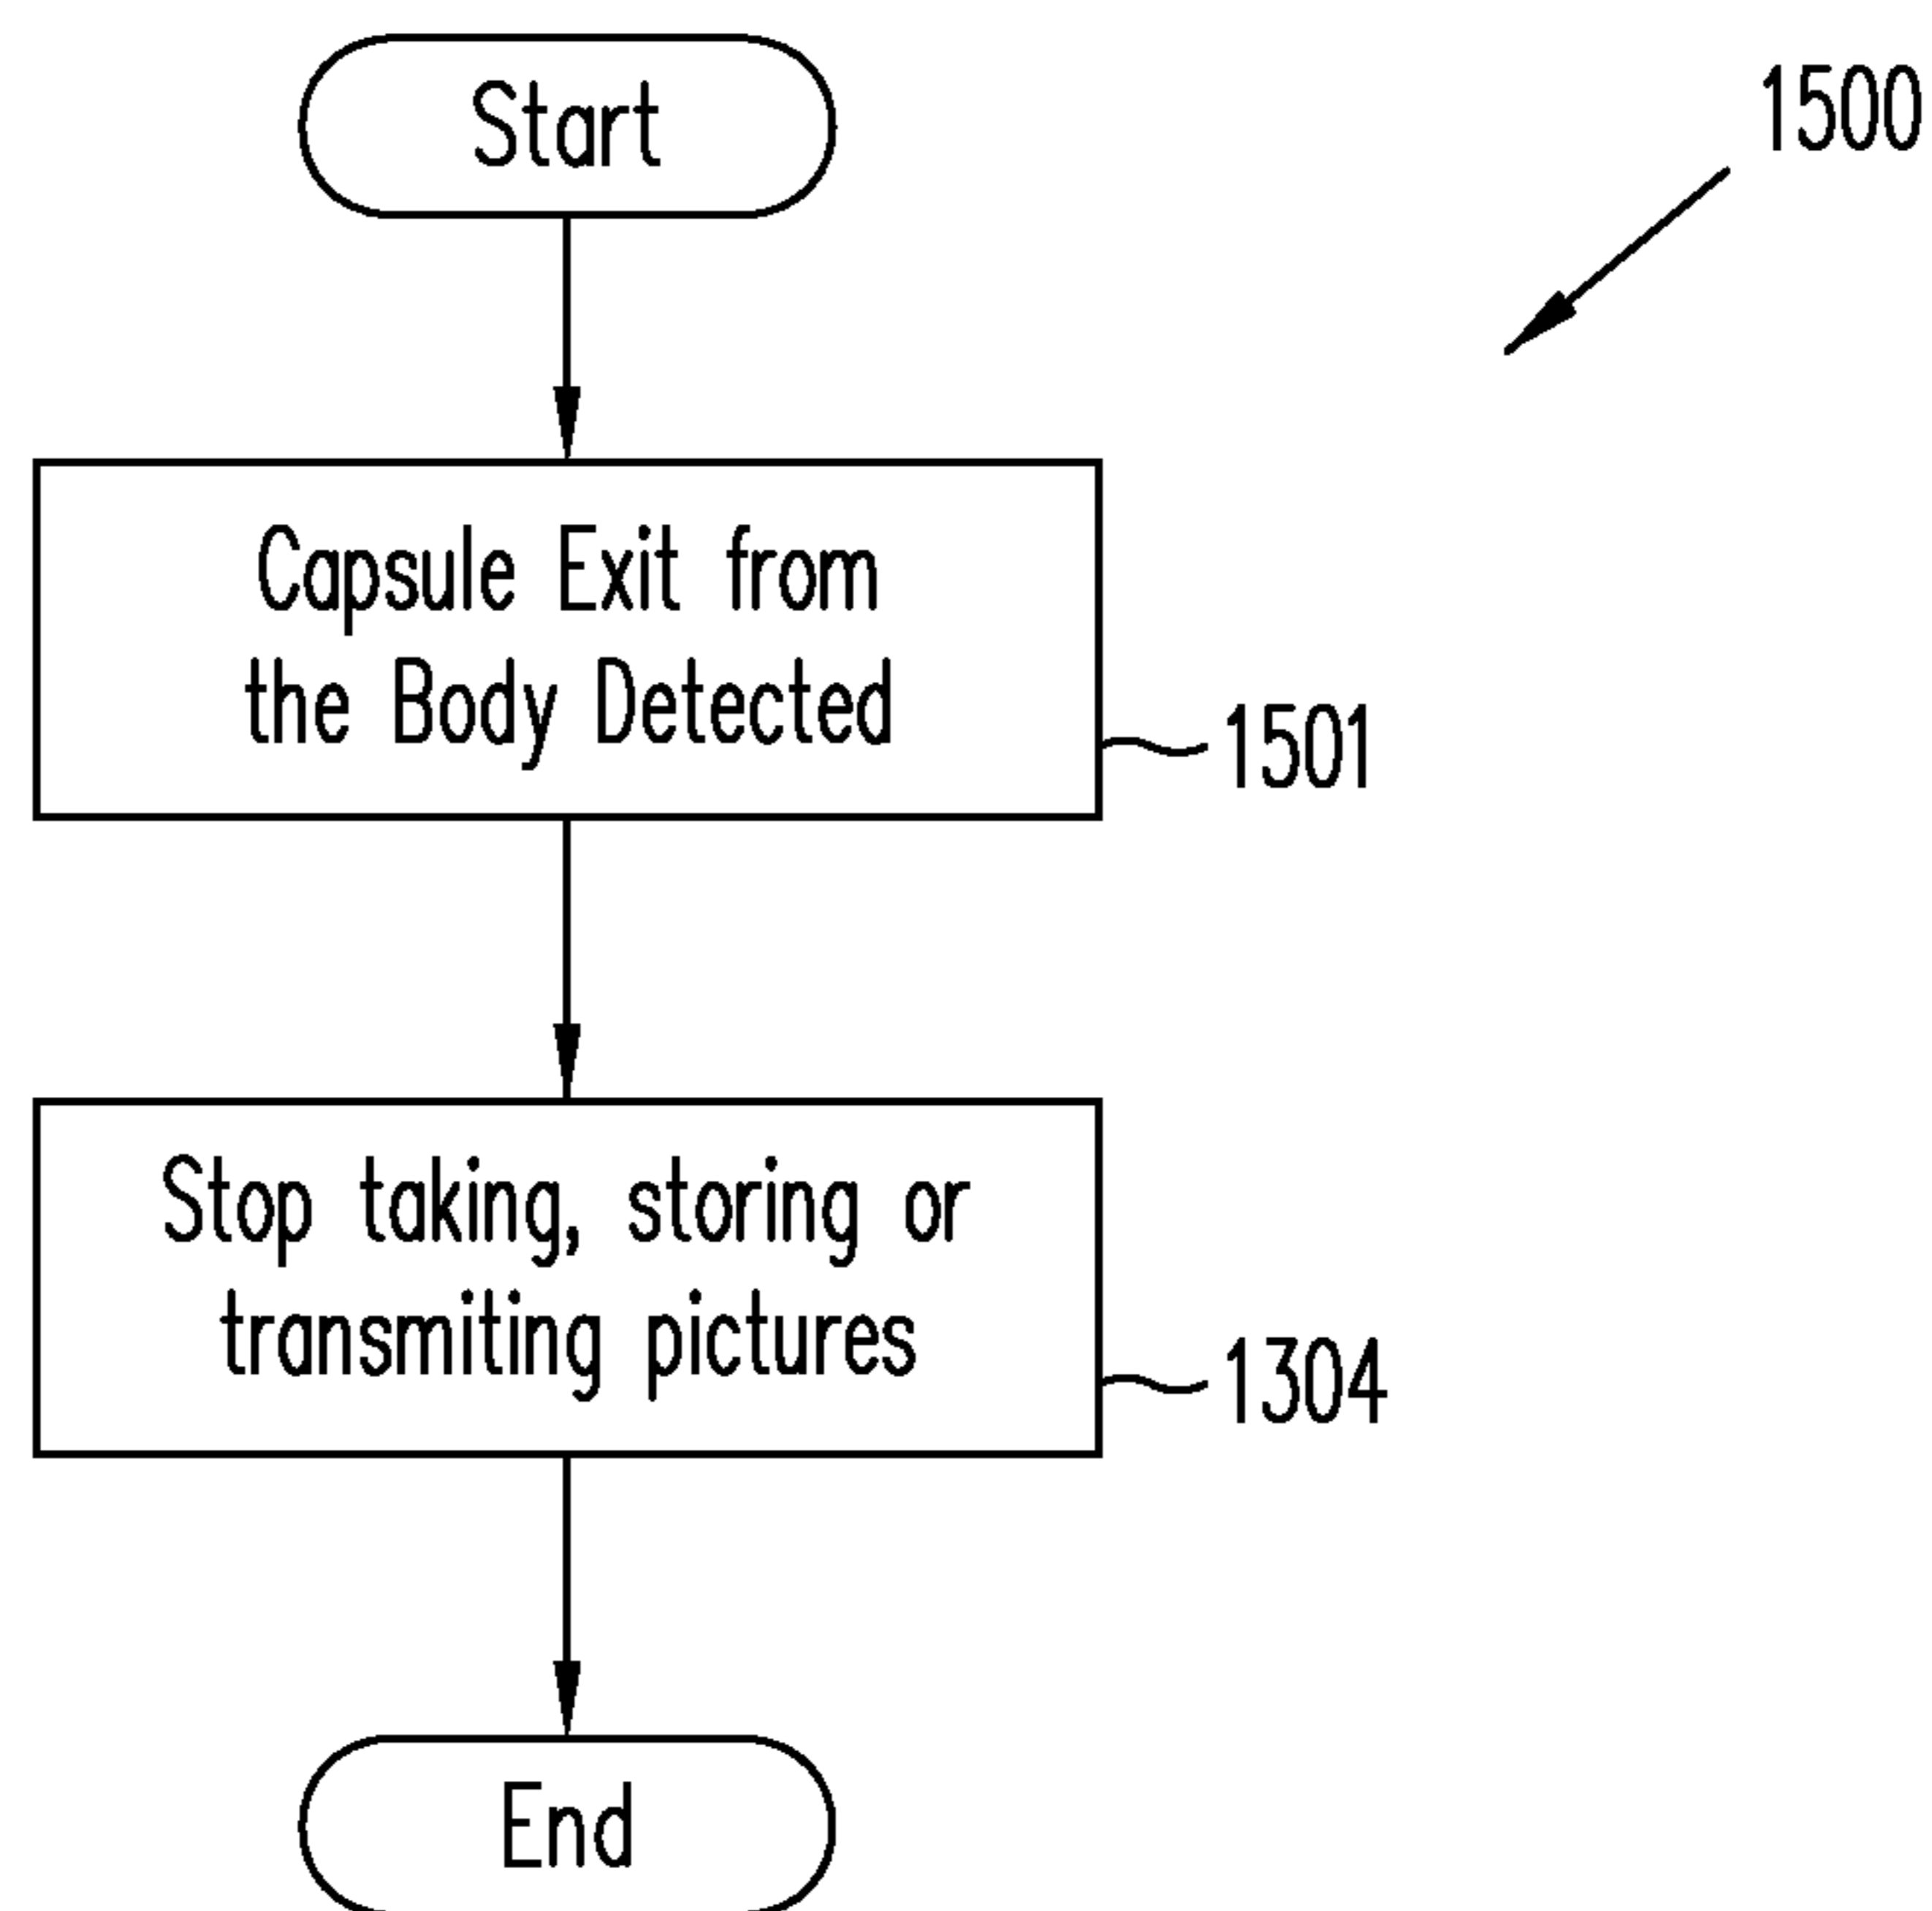 Start
1500
Capsule Exit from
the Body Detected
1501
Stop taking, storing or
transmiting pictures
1304
End